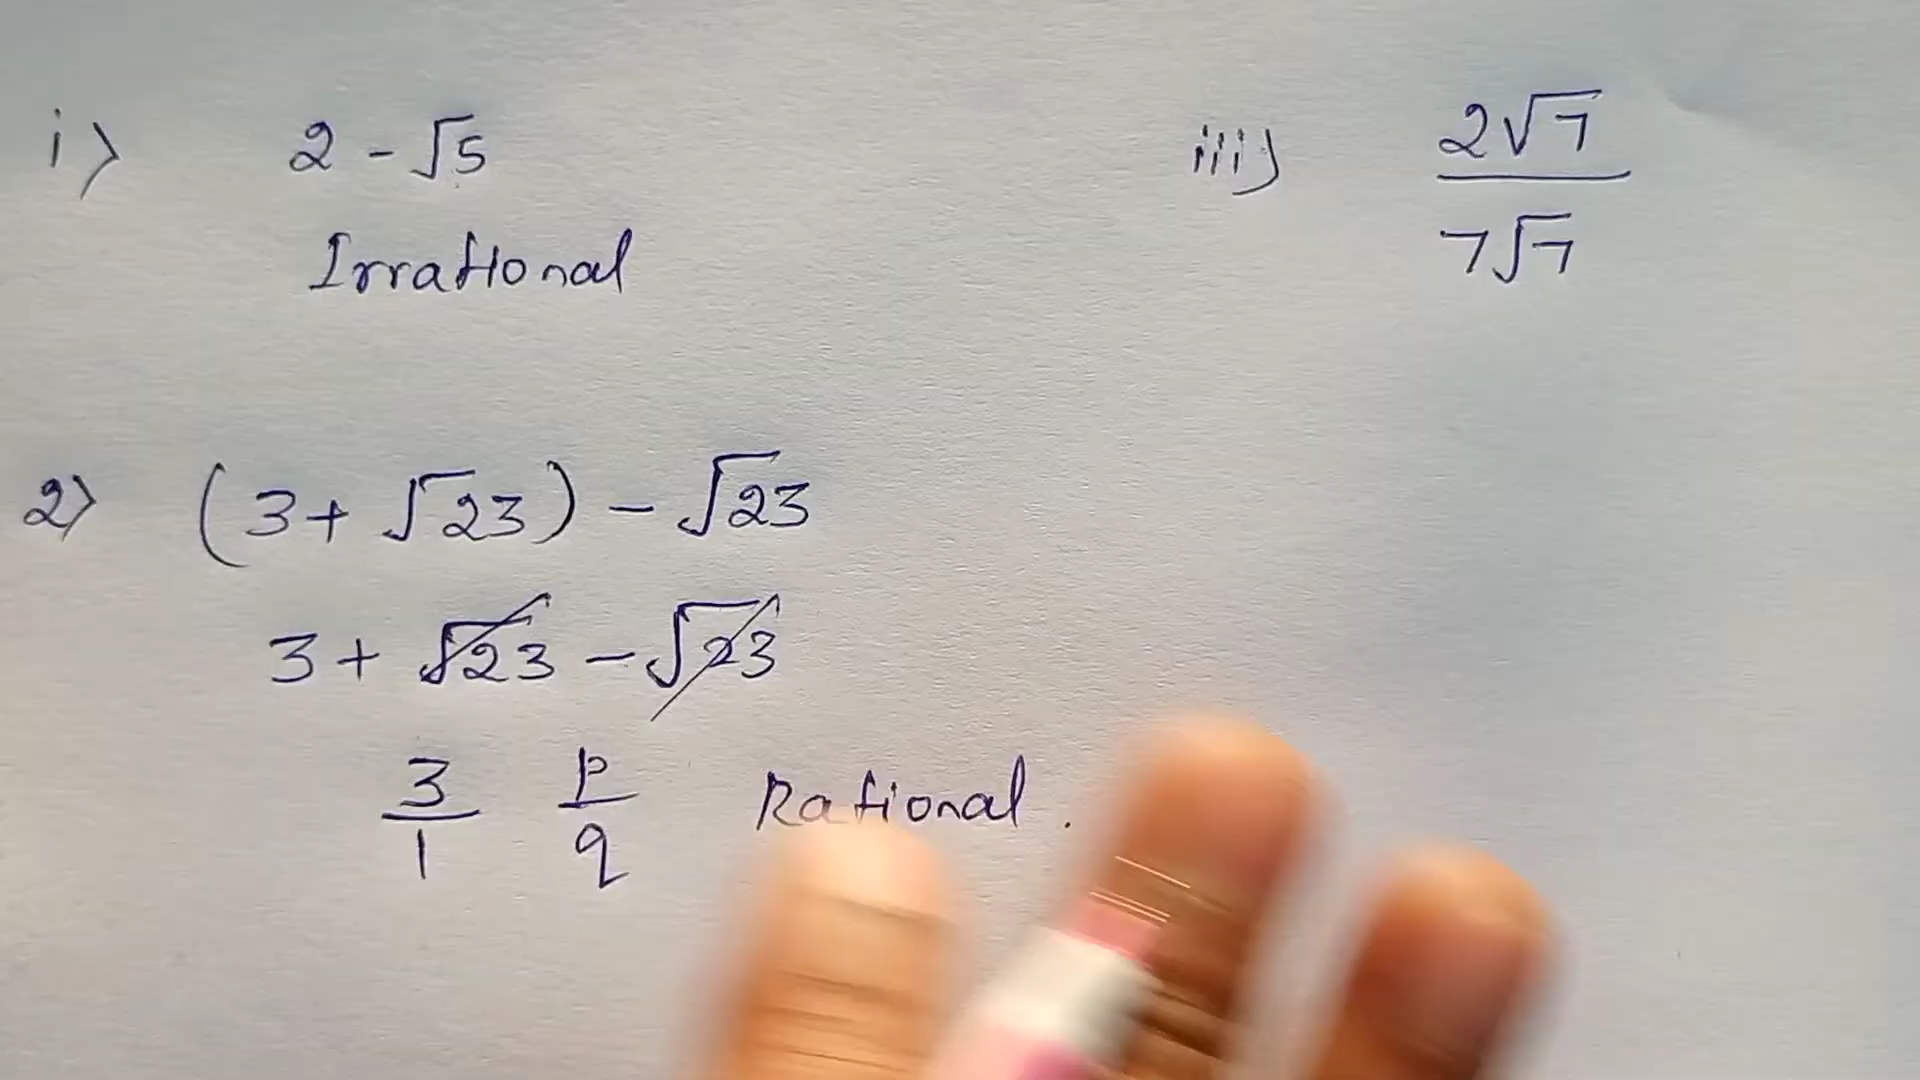 i) 2 - √5
Irrational
2) (3 + √23) - √23
3 + √23 - √23
3/1 p/q Rational.
iii) 2√7 / 7√7